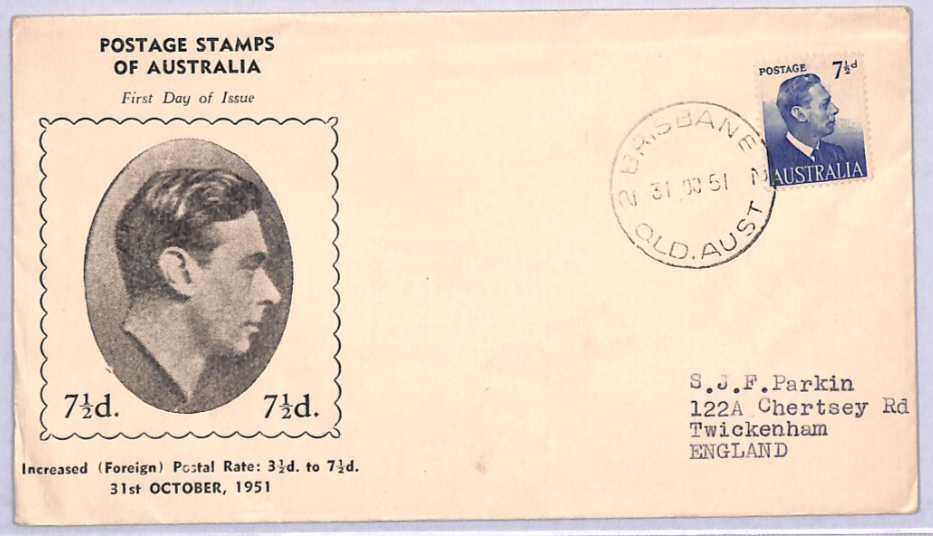 POSTAGE STAMPS
OF AUSTRALIA
First Day of Issue
7½d. 7½d.
Increased (Foreign) Postal Rate: 3½d. to 7½d.
31st OCTOBER, 1951
2 BRISBANE 2
31 OC 51
QLD. AUST
POSTAGE 7½d
AUSTRALIA
S.J.F.Parkin
122A Chertsey Rd
Twickenham
ENGLAND